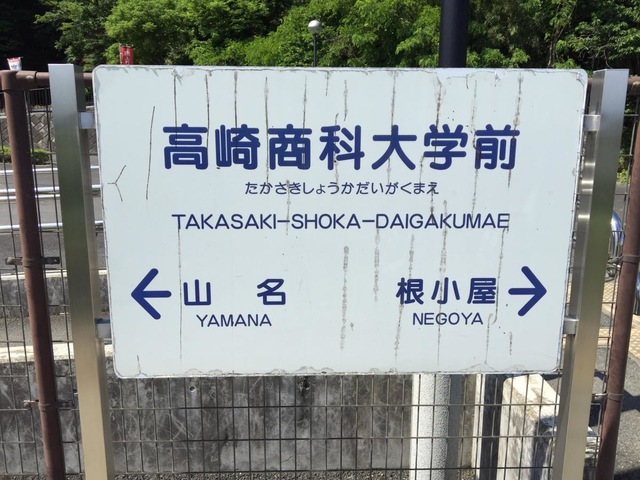 高崎商科大学前
たかさきしょうかだいがくまえ
TAKASAKI-SHOKA-DAIGAKUMAE
← 山名 根小屋 →
YAMANA NEGOYA